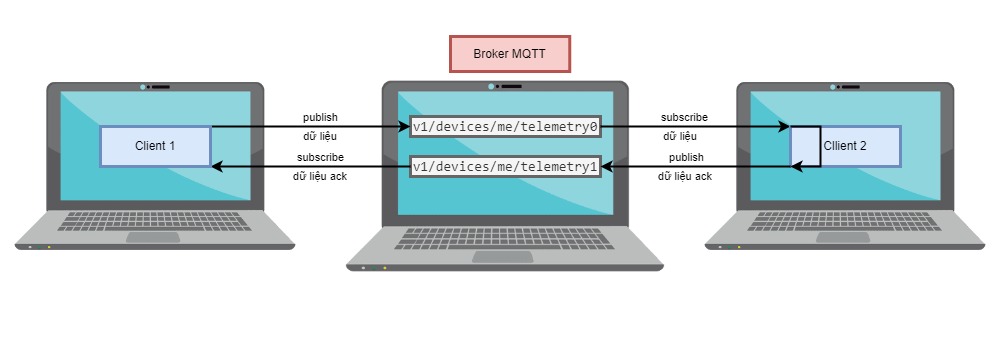 Broker MQTT
publish
dữ liệu
v1/devices/me/telemetry0
subscribe
dữ liệu
Cllient 1
Cllient 2
subscribe
dữ liệu ack
v1/devices/me/telemetry1
publish
dữ liệu ack